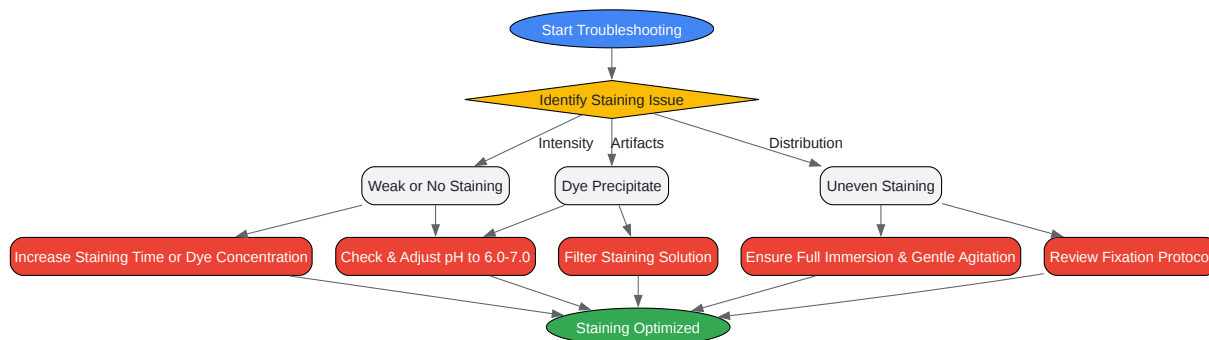 Start Troubleshooting
Identify Staining Issue
Intensity
Artifacts
Distribution
Weak or No Staining
Dye Precipitate
Uneven Staining
Increase Staining Time or Dye Concentration
Check & Adjust pH to 6.0-7.0
Filter Staining Solution
Ensure Full Immersion & Gentle Agitation
Review Fixation Protoco
Staining Optimized